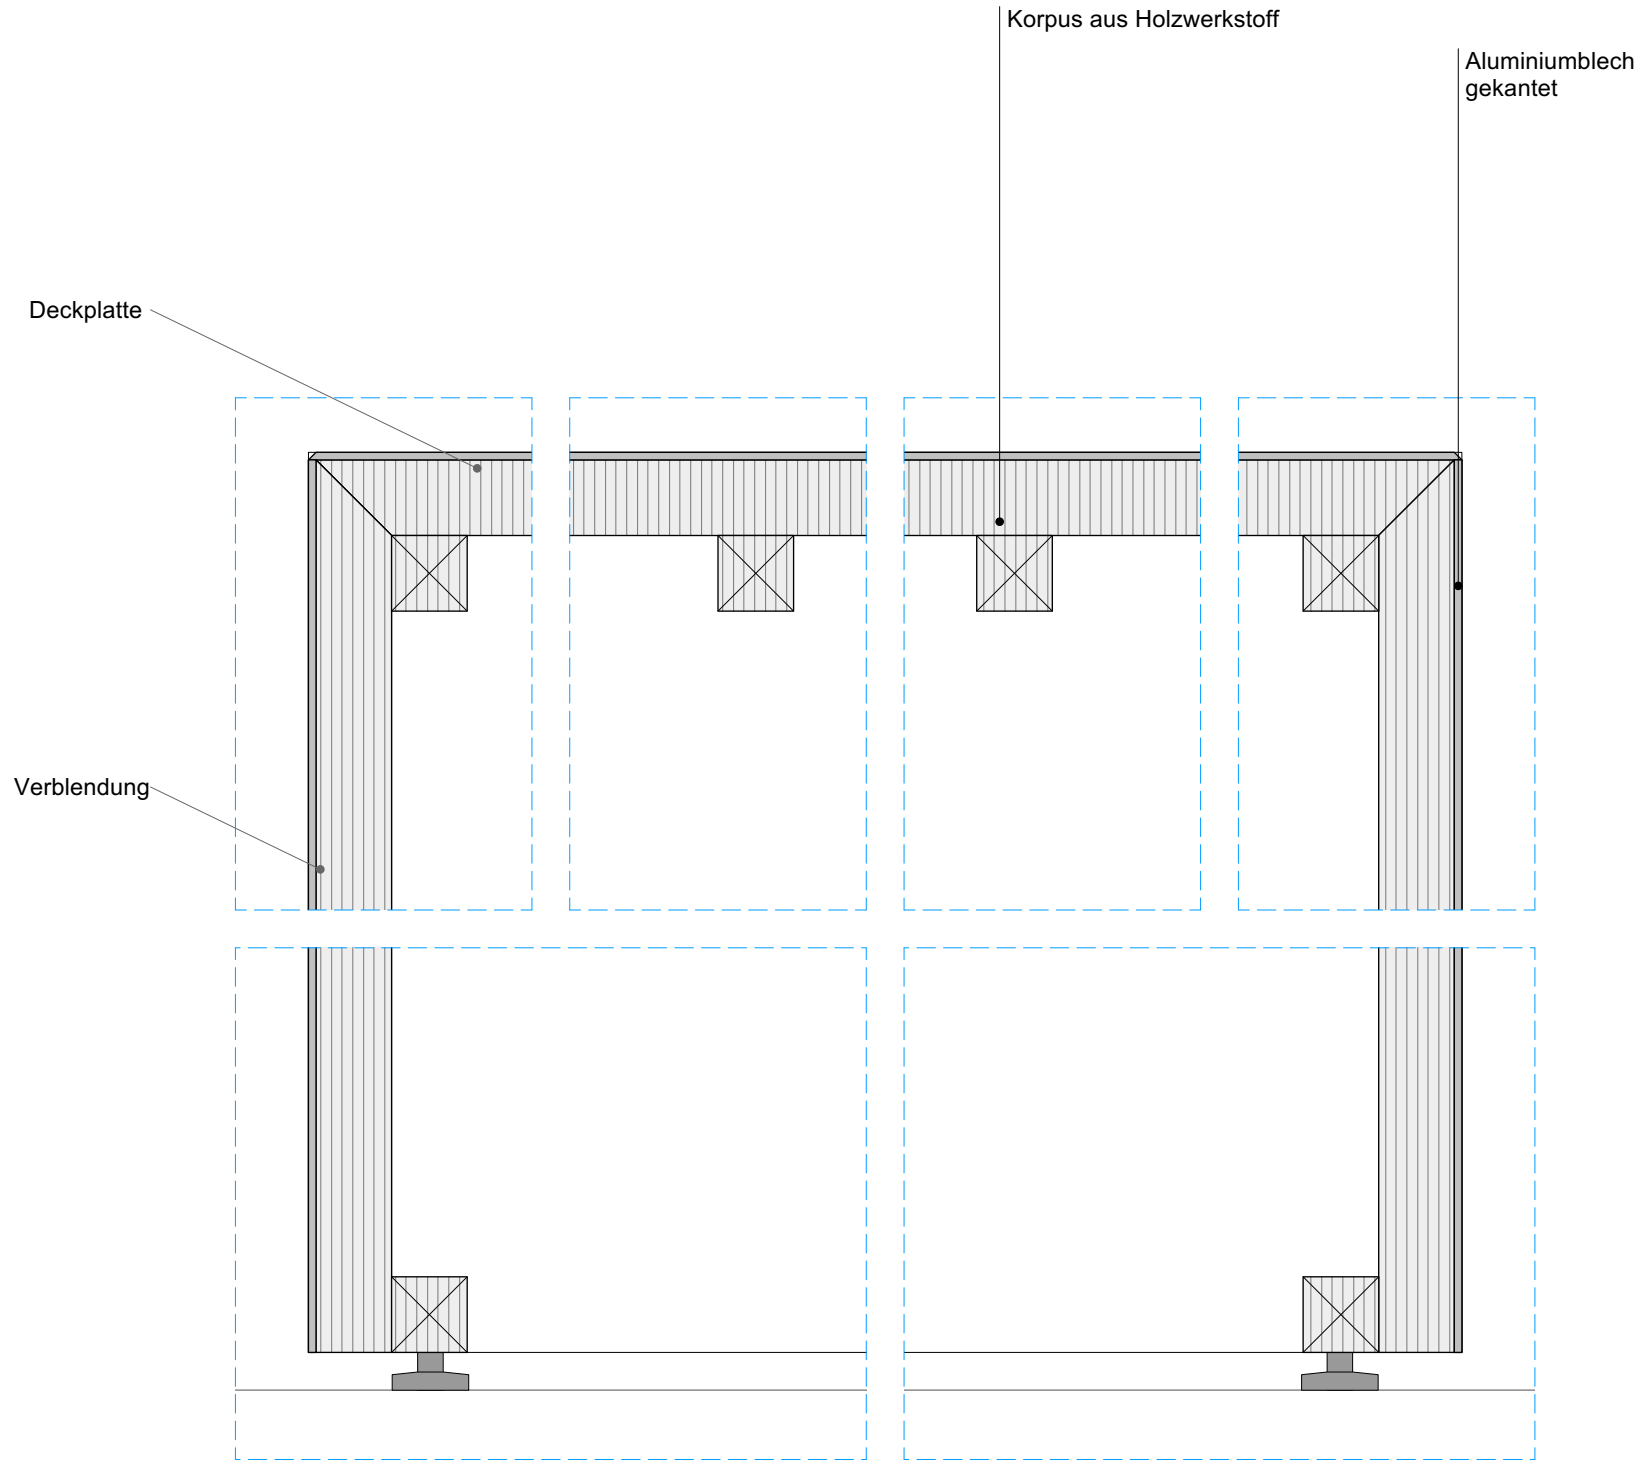 Korpus aus Holzwerkstoff
Aluminiumblech
gekantet
Deckplatte
Verblendung